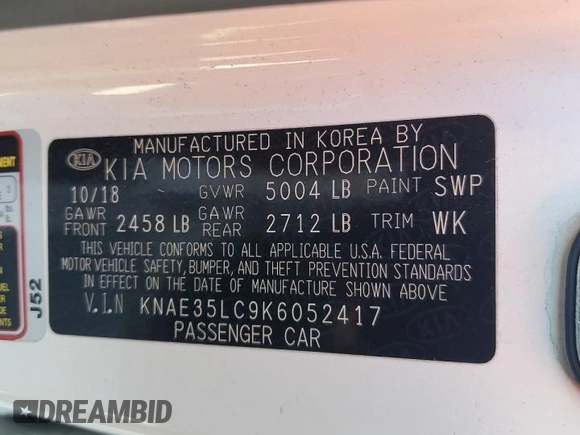 MANUFACTURED IN KOREA BY
KIA KIA MOTORS CORPORATION
10/18 GVWR 5004 LB PAINT SWP
GAWR FRONT 2458 LB GAWR REAR 2712 LB TRIM WK
THIS VEHICLE CONFORMS TO ALL APPLICABLE U.S.A. FEDERAL
MOTOR VEHICLE SAFETY, BUMPER, AND THEFT PREVENTION STANDARDS
IN EFFECT ON THE DATE OF MANUFACTURE SHOWN ABOVE
V.I.N KNAE35LC9K6052417
PASSENGER CAR
J52
DREAMBID